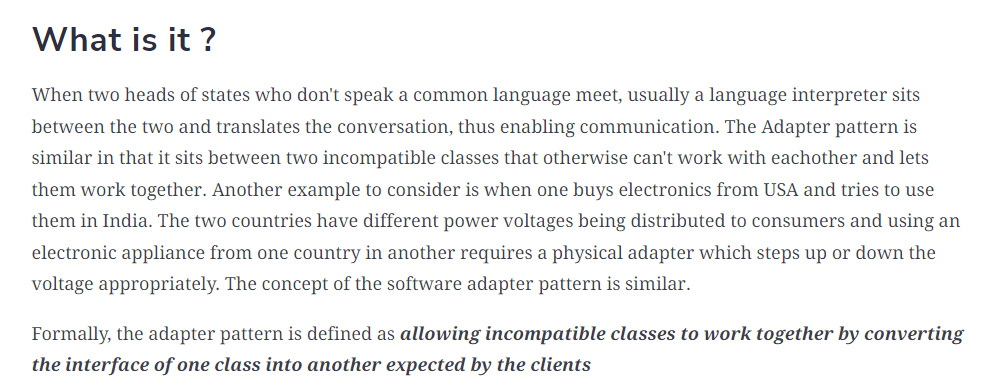 What is it ?
When two heads of states who don't speak a common language meet, usually a language interpreter sits
between the two and translates the conversation, thus enabling communication. The Adapter pattern is
similar in that it sits between two incompatible classes that otherwise can't work with eachother and lets
them work together. Another example to consider is when one buys electronics from USA and tries to use
them in India. The two countries have different power voltages being distributed to consumers and using an
electronic appliance from one country in another requires a physical adapter which steps up or down the
voltage appropriately. The concept of the software adapter pattern is similar.
Formally, the adapter pattern is defined as allowing incompatible classes to work together by converting
the interface of one class into another expected by the clients